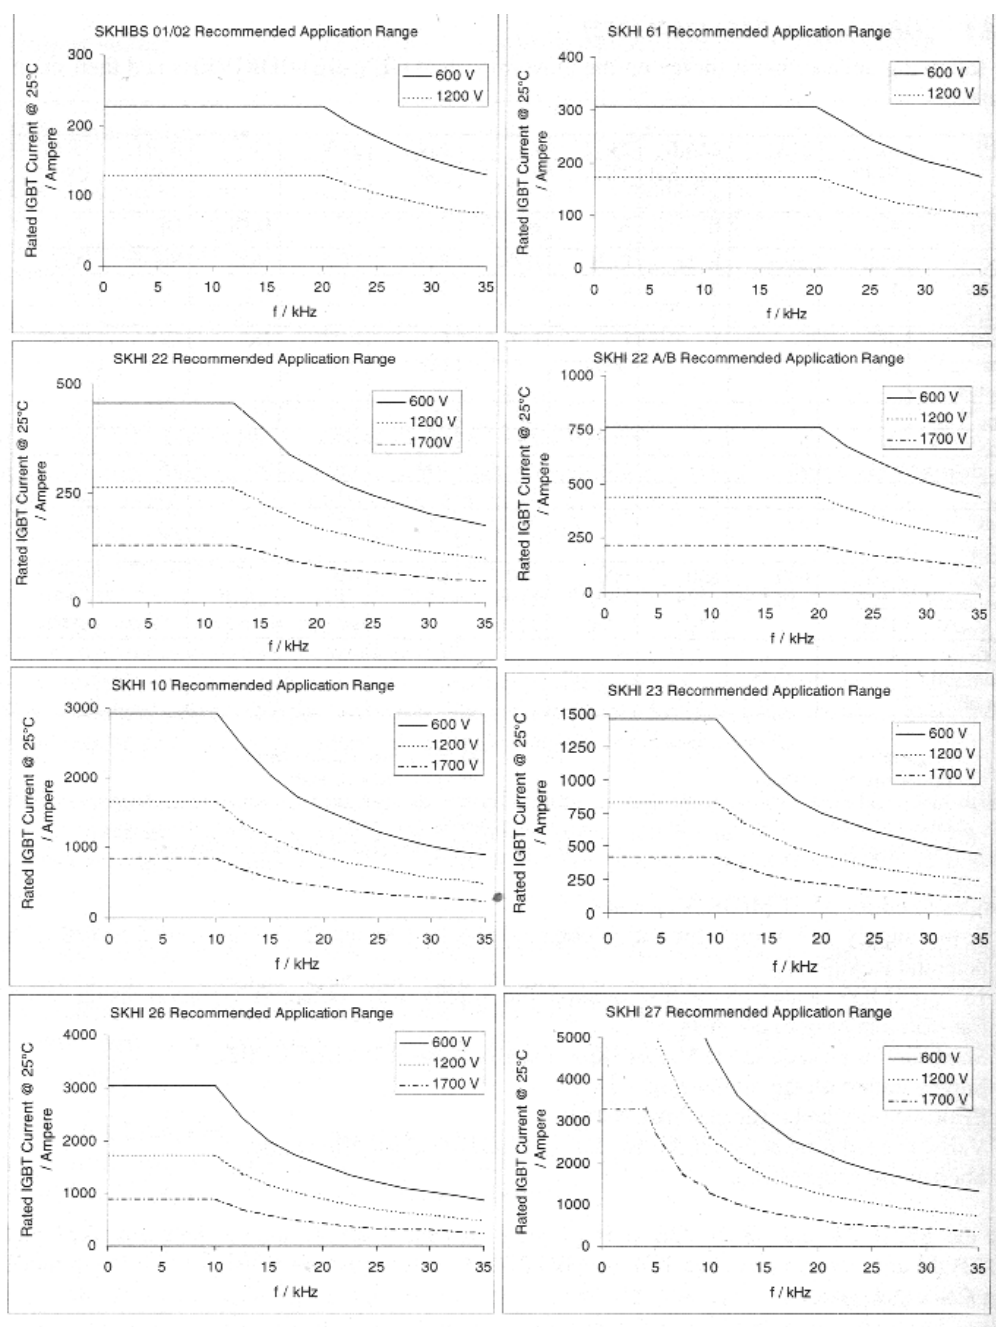 SKHIBS 01/02 Recommended Application Range
300
200
100
0
Rated IGBT Current @ 25°C
/ Ampere
600 V
1200 V
0 5 10 15 20 25 30 35
f / kHz
SKHI 61 Recommended Application Range
400
300
200
100
0
Rated IGBT Current @ 25°C
/ Ampere
600 V
1200 V
0 5 10 15 20 25 30 35
f / kHz
SKHI 22 Recommended Application Range
500
250
0
Rated IGBT Current @ 25°C
/ Ampere
600 V
1200 V
1700V
0 5 10 15 20 25 30 35
f / kHz
SKHI 22 A/B Recommended Application Range
1000
750
500
250
0
Rated IGBT Current @ 25°C
/ Ampere
600 V
1200 V
1700 V
0 5 10 15 20 25 30 35
f / kHz
SKHI 10 Recommended Application Range
3000
2000
1000
0
Rated IGBT Current @ 25°C
/ Ampere
600 V
1200 V
1700 V
0 5 10 15 20 25 30 35
f / kHz
SKHI 23 Recommended Application Range
1500
1250
1000
750
500
250
0
Rated IGBT Current @ 25°C
/ Ampere
600 V
1200 V
1700 V
0 5 10 15 20 25 30 35
f / kHz
SKHI 26 Recommended Application Range
4000
3000
2000
1000
0
Rated IGBT Current @ 25°C
/ Ampere
600 V
1200 V
1700 V
0 5 10 15 20 25 30 35
f / kHz
SKHI 27 Recommended Application Range
5000
4000
3000
2000
1000
0
Rated IGBT Current @ 25°C
/ Ampere
600 V
1200 V
1700 V
0 5 10 15 20 25 30 35
f / kHz